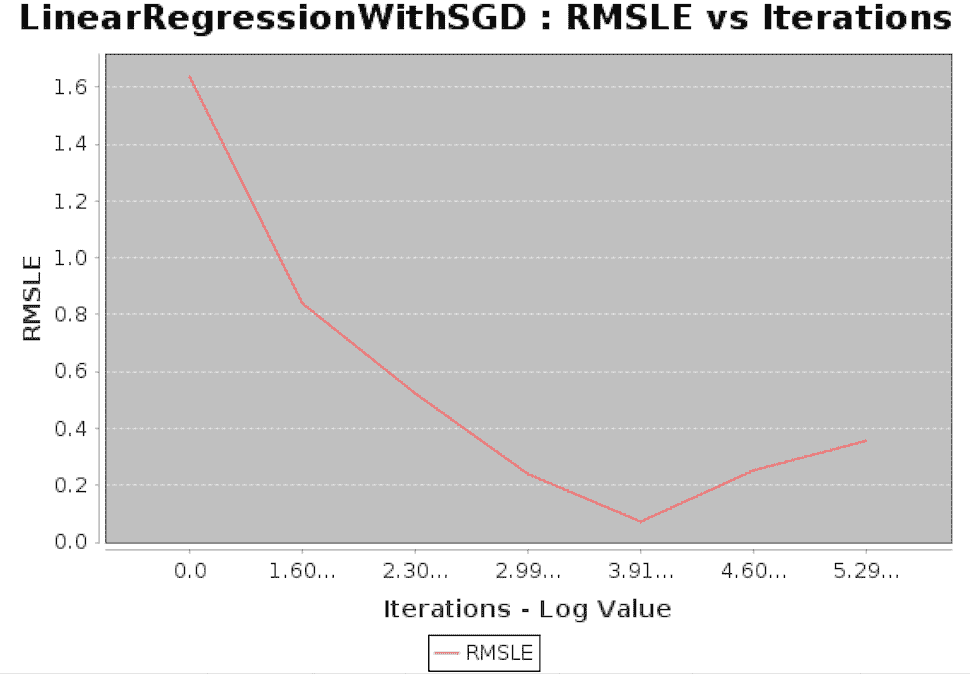 LinearRegressionWithSGD : RMSLE vs Iterations
RMSLE
1.6
1.4
1.2
1.0
0.8
0.6
0.4
0.2
0.0
0.0 1.60... 2.30... 2.99... 3.91... 4.60... 5.29...
Iterations - Log Value
RMSLE